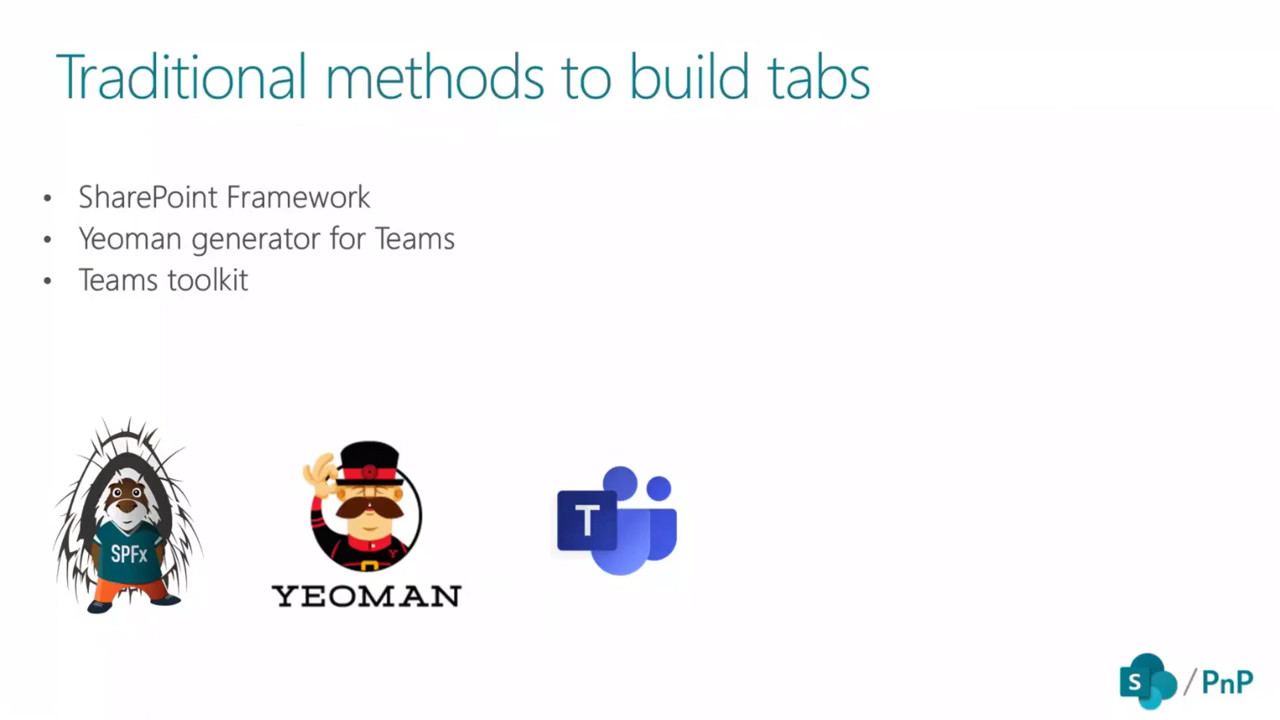 Traditional methods to build tabs
• SharePoint Framework
• Yeoman generator for Teams
• Teams toolkit
SPFx
YEOMAN
T
S / PnP